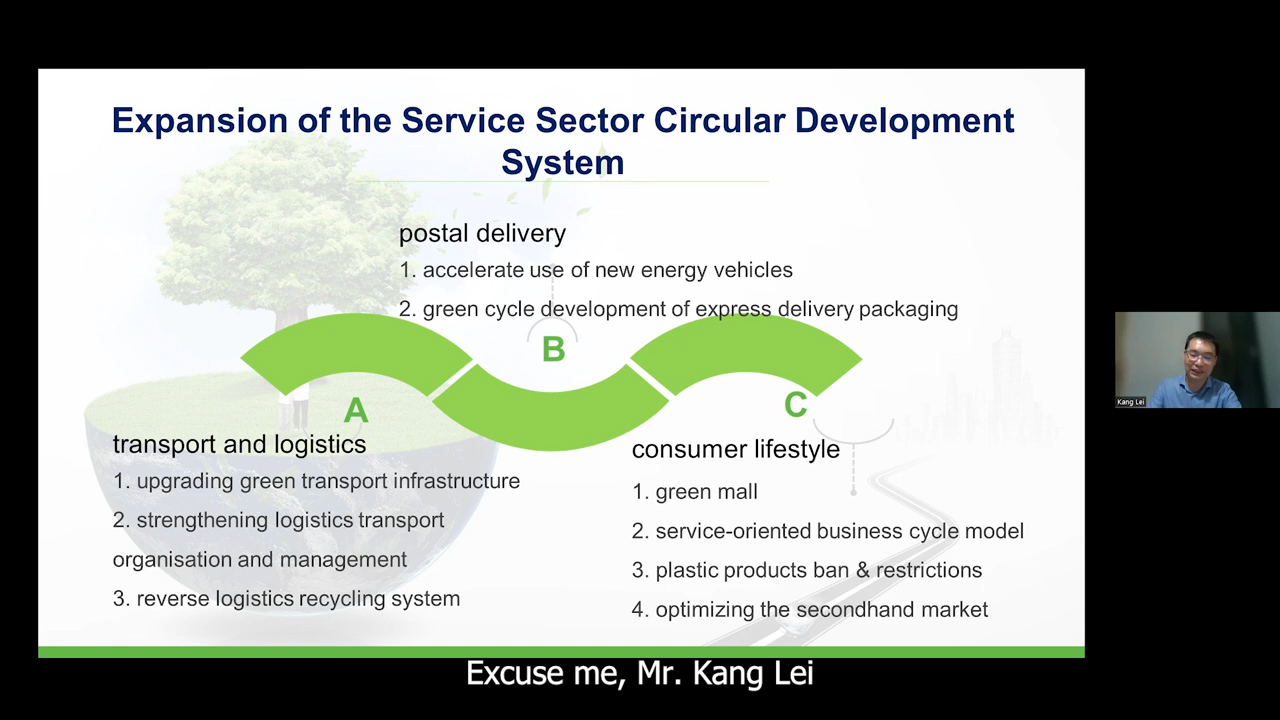 Expansion of the Service Sector Circular Development
System
postal delivery
1. accelerate use of new energy vehicles
2. green cycle development of express delivery packaging
B
A
C
transport and logistics
1. upgrading green transport infrastructure
2. strengthening logistics transport
organisation and management
3. reverse logistics recycling system
consumer lifestyle
1. green mall
2. service-oriented business cycle model
3. plastic products ban & restrictions
4. optimizing the secondhand market
Kang Lei
Excuse me, Mr. Kang Lei